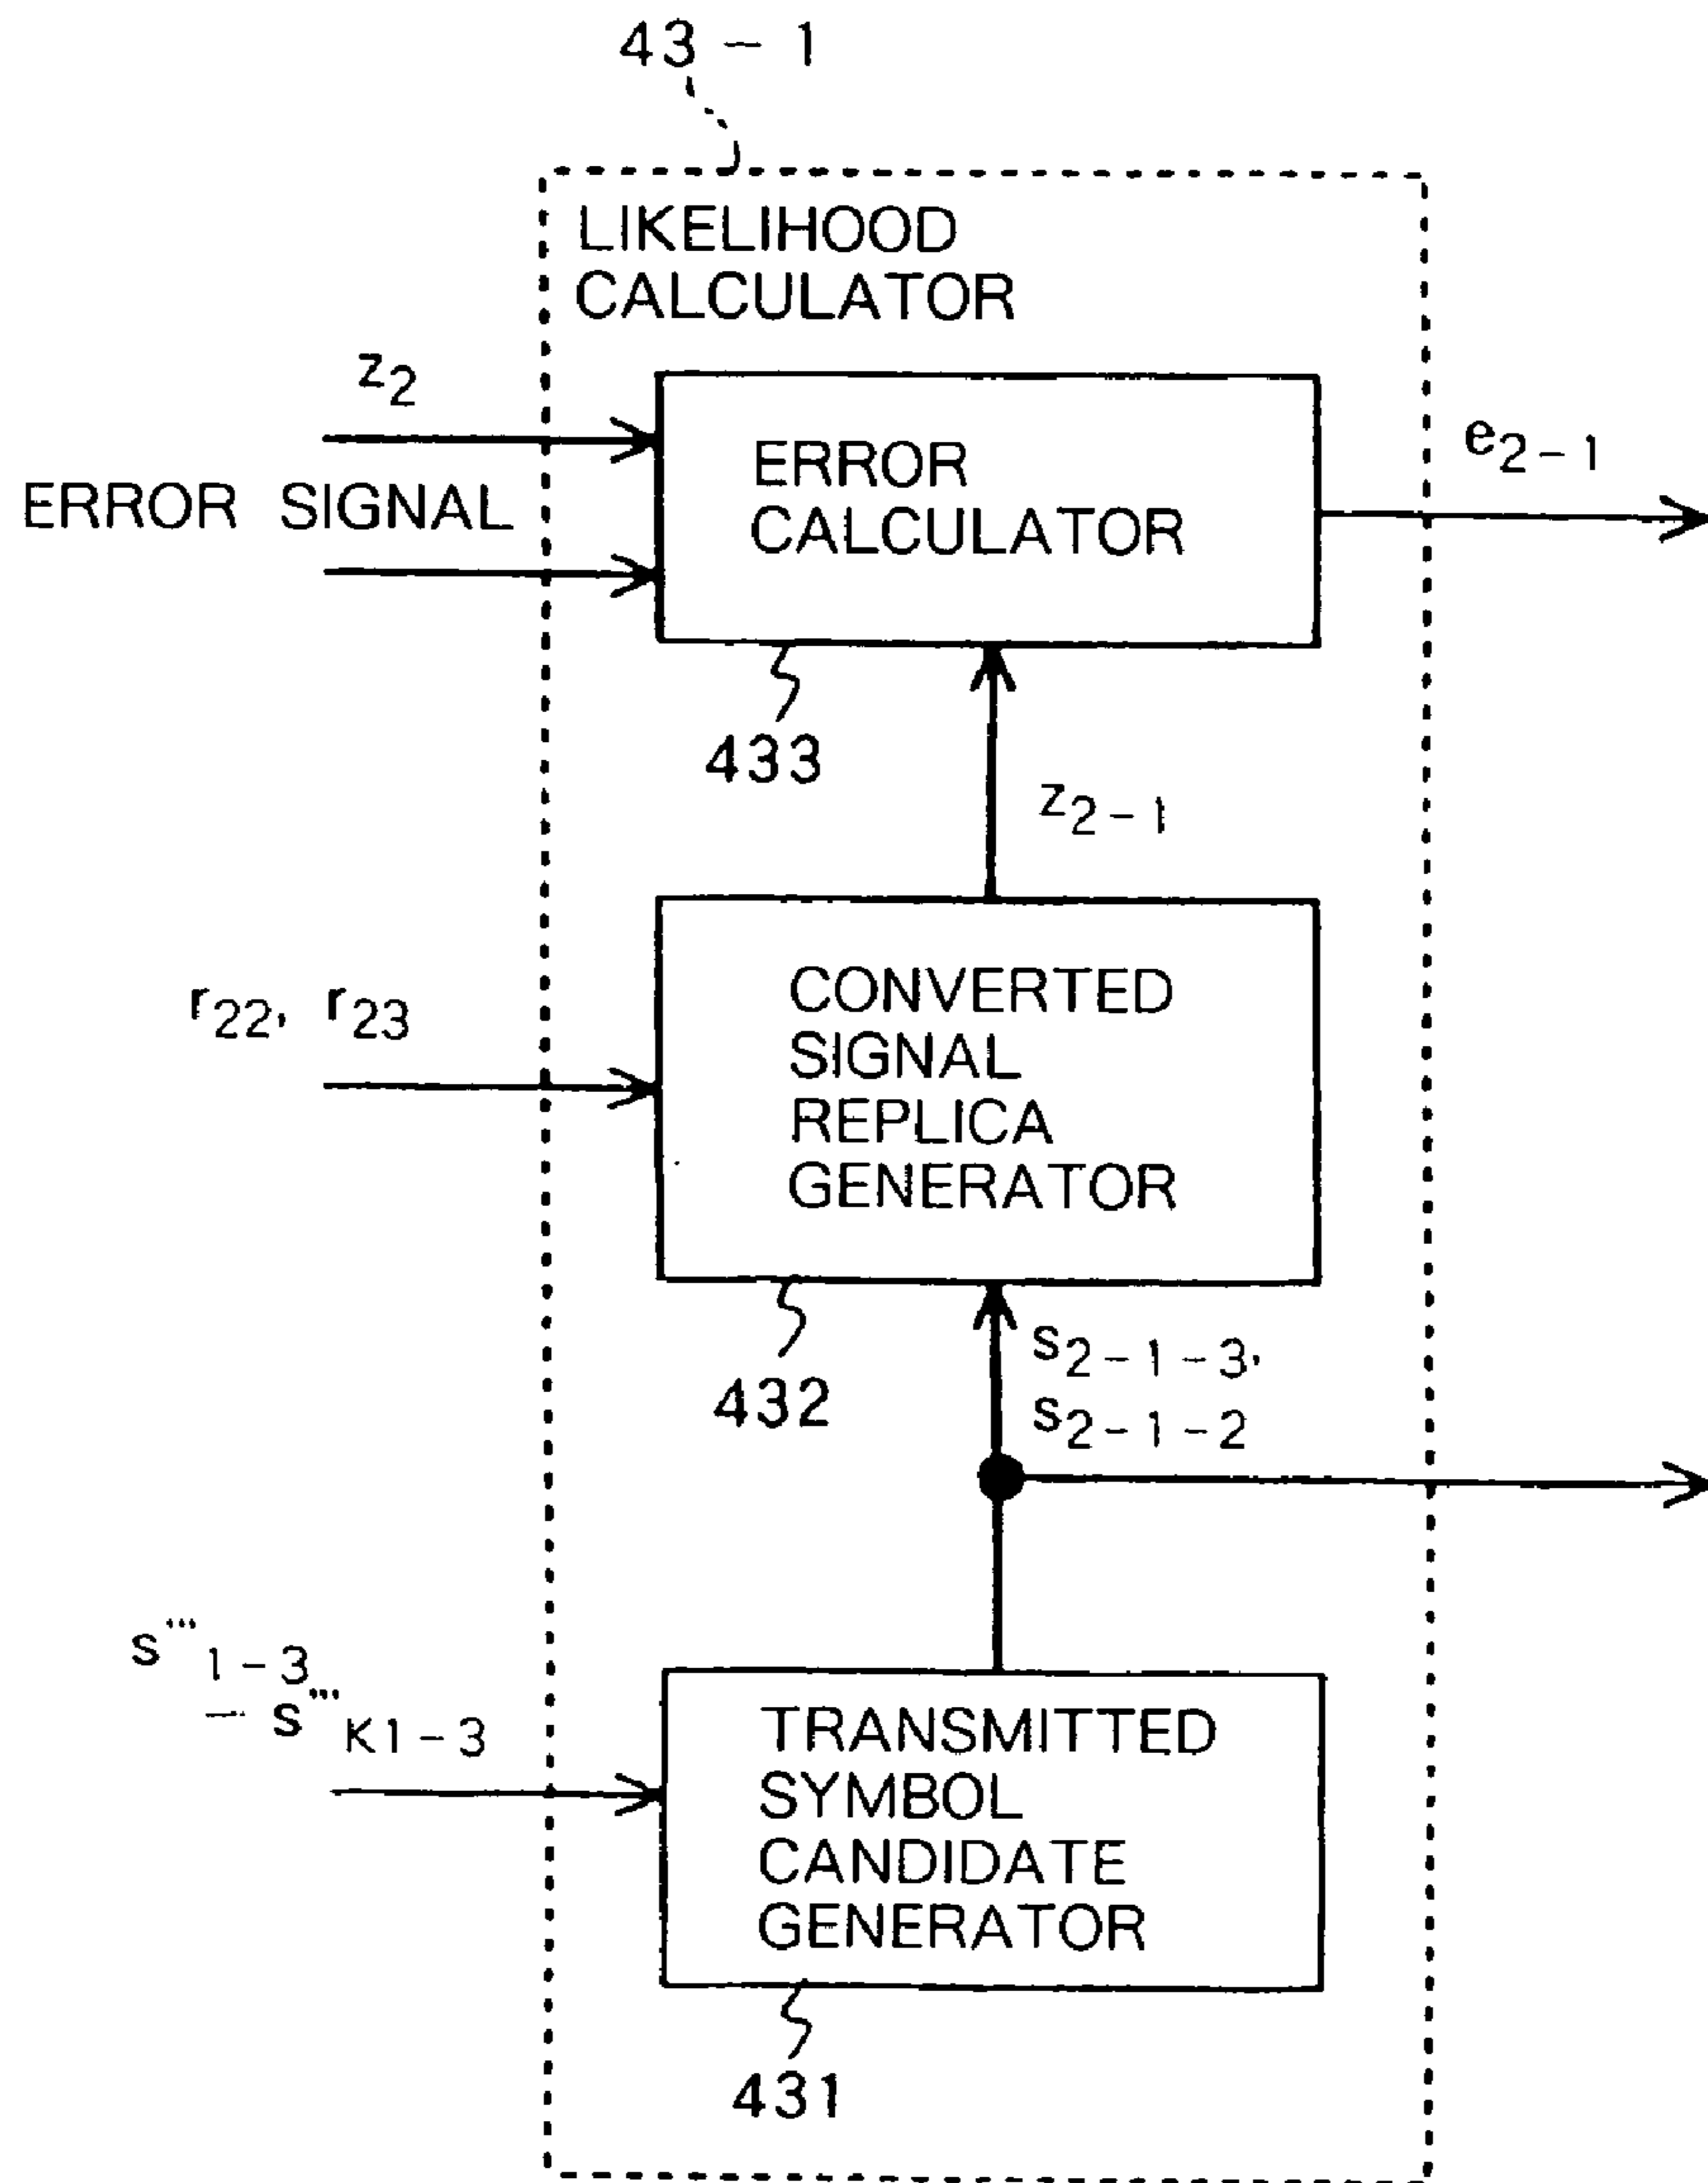 43-1
LIKELIHOOD
CALCULATOR
z2
ERROR SIGNAL
ERROR
CALCULATOR
e2-1
433
z2-1
r22, r23
CONVERTED
SIGNAL
REPLICA
GENERATOR
432
s2-1-3,
s2-1-2
s'''1-3
- s'''K1-3
TRANSMITTED
SYMBOL
CANDIDATE
GENERATOR
431